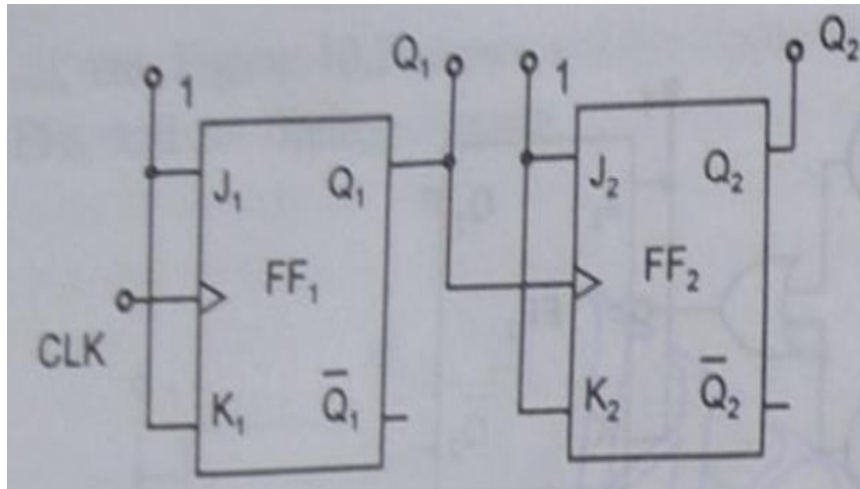 1
Q₁
1
Q₂
J₁ Q₁
J₂ Q₂
FF₁
FF₂
CLK
K₁ Q̅₁
K₂ Q̅₂